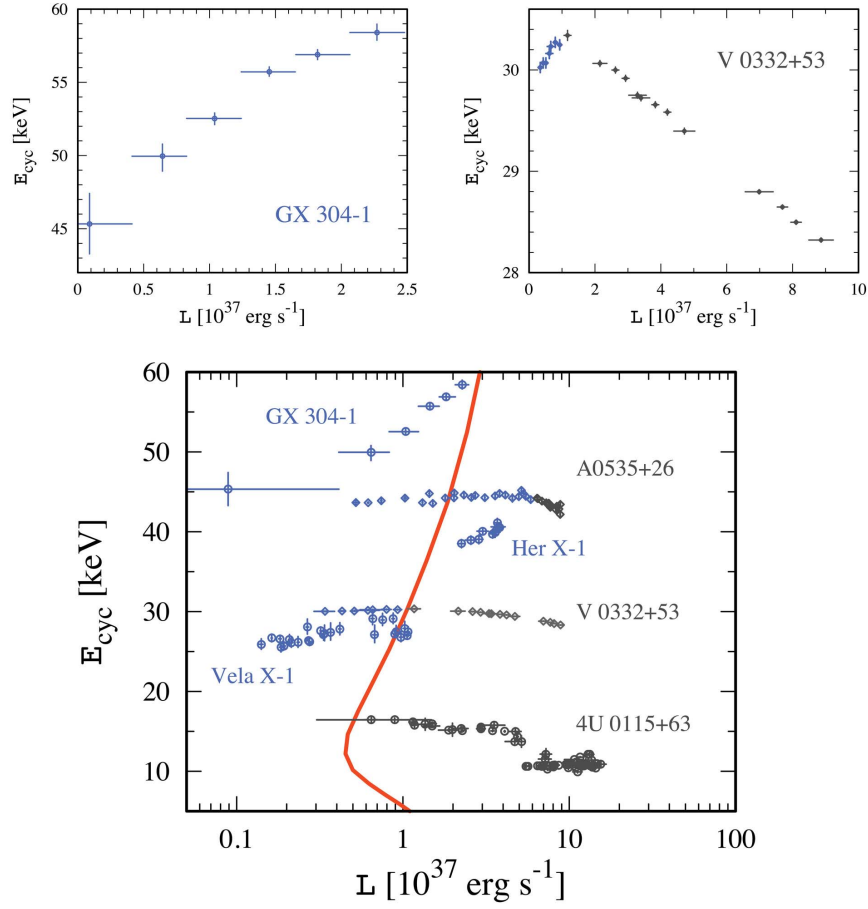 60
55
50
45
E_cyc [keV]
GX 304-1
0 0.5 1 1.5 2 2.5
L [10^37 erg s^-1]
30
29
28
E_cyc [keV]
V 0332+53
0 2 4 6 8 10
L [10^37 erg s^-1]
60
50
40
30
20
10
E_cyc [keV]
GX 304-1
A0535+26
Her X-1
V 0332+53
Vela X-1
4U 0115+63
0.1 1 10 100
L [10^37 erg s^-1]